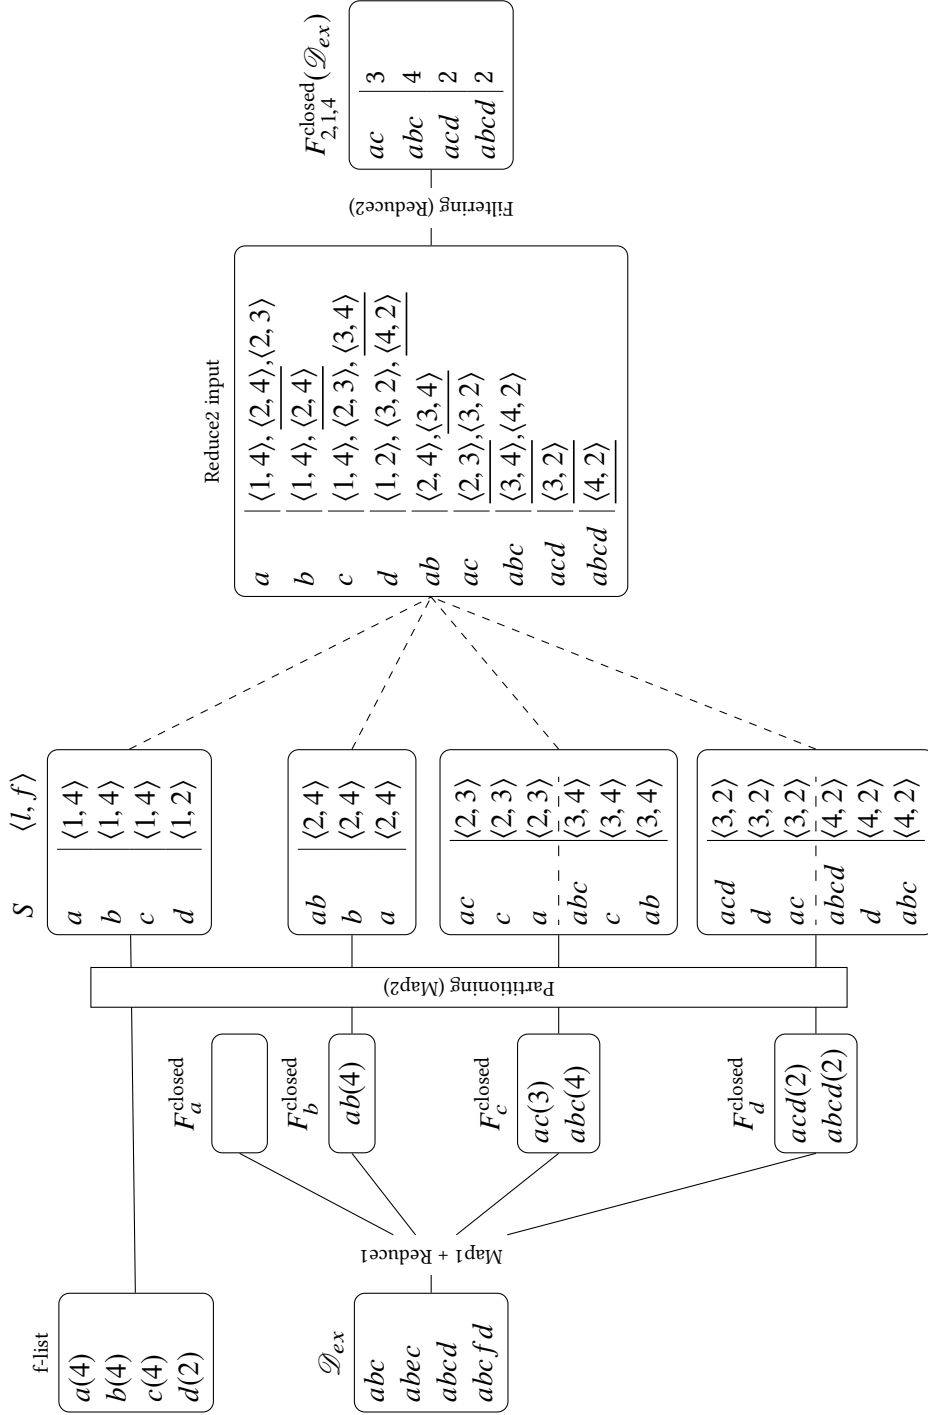 f-list
a(4)
b(4)
c(4)
d(2)
𝒟ex
abc
abec
abcd
abcfd
Map1 + Reduce1
F a closed
F b closed
ab(4)
F c closed
ac(3)
abc(4)
F d closed
acd(2)
abcd(2)
Partitioning (Map2)
S ⟨l, f⟩
a ⟨1, 4⟩
b ⟨1, 4⟩
c ⟨1, 4⟩
d ⟨1, 2⟩
ab ⟨2, 4⟩
b ⟨2, 4⟩
a ⟨2, 4⟩
ac ⟨2, 3⟩
c ⟨2, 3⟩
a ⟨2, 3⟩
abc ⟨3, 4⟩
c ⟨3, 4⟩
ab ⟨3, 4⟩
acd ⟨3, 2⟩
d ⟨3, 2⟩
ac ⟨3, 2⟩
abcd ⟨4, 2⟩
d ⟨4, 2⟩
abc ⟨4, 2⟩
Reduce2 input
a ⟨1, 4⟩, ⟨2, 4⟩,⟨2, 3⟩
b ⟨1, 4⟩, ⟨2, 4⟩
c ⟨1, 4⟩, ⟨2, 3⟩, ⟨3, 4⟩
d ⟨1, 2⟩, ⟨3, 2⟩, ⟨4, 2⟩
ab ⟨2, 4⟩,⟨3, 4⟩
ac ⟨2, 3⟩,⟨3, 2⟩
abc ⟨3, 4⟩,⟨4, 2⟩
acd ⟨3, 2⟩
abcd ⟨4, 2⟩
Filtering (Reduce2)
F 2,1,4 closed (𝒟ex)
ac 3
abc 4
acd 2
abcd 2